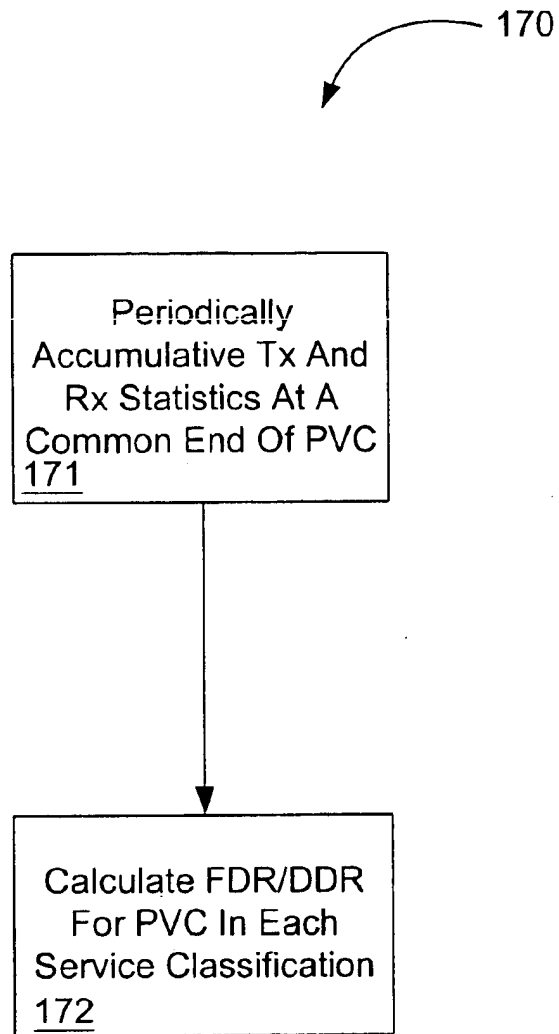 170
Periodically
Accumulative Tx And
Rx Statistics At A
Common End Of PVC
171
Calculate FDR/DDR
For PVC In Each
Service Classification
172